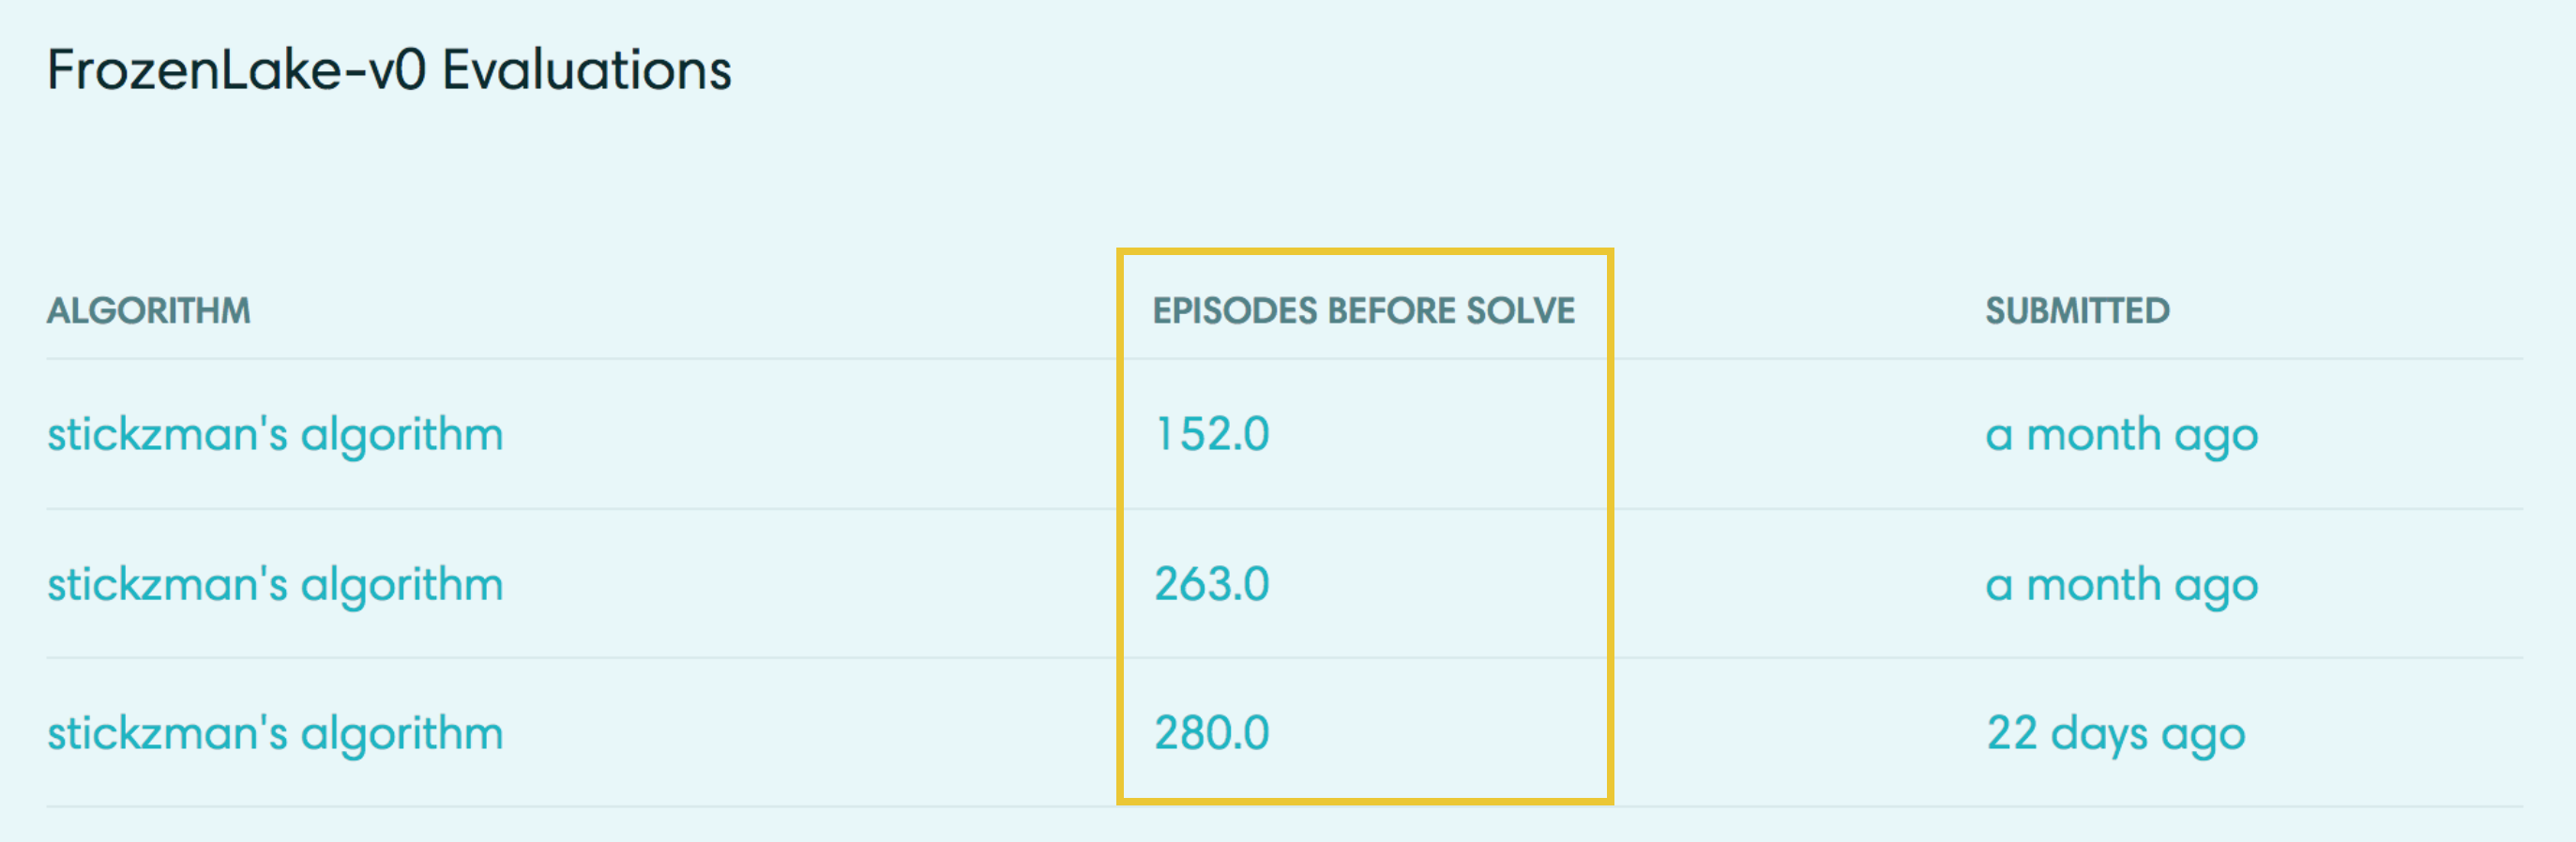 FrozenLake-v0 Evaluations
ALGORITHM EPISODES BEFORE SOLVE SUBMITTED
stickzman's algorithm 152.0 a month ago
stickzman's algorithm 263.0 a month ago
stickzman's algorithm 280.0 22 days ago